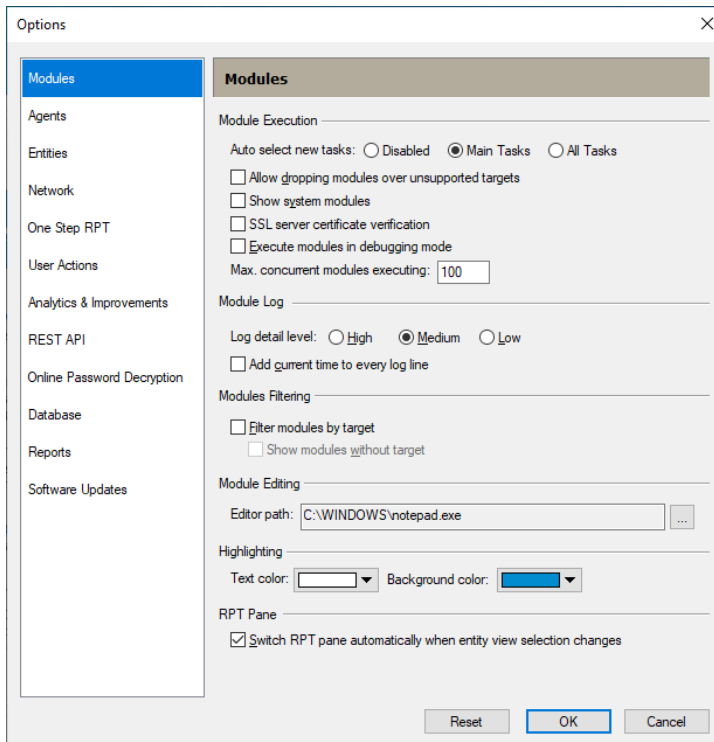 Options
Modules
Agents
Entities
Network
One Step RPT
User Actions
Analytics & Improvements
REST API
Online Password Decryption
Database
Reports
Software Updates
Modules
Module Execution
Auto select new tasks: Disabled Main Tasks All Tasks
Allow dropping modules over unsupported targets
Show system modules
SSL server certificate verification
Execute modules in debugging mode
Max. concurrent modules executing: 100
Module Log
Log detail level: High Medium Low
Add current time to every log line
Modules Filtering
Filter modules by target
Show modules without target
Module Editing
Editor path: C:\WINDOWS\notepad.exe ...
Highlighting
Text color: Background color:
RPT Pane
Switch RPT pane automatically when entity view selection changes
Reset OK Cancel